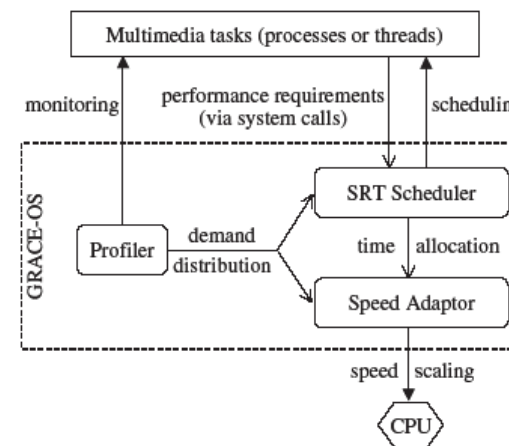 Multimedia tasks (processes or threads)
monitoring
performance requirements
(via system calls)
schedulin
GRACE-OS
SRT Scheduler
Profiler
demand
distribution
time allocation
Speed Adaptor
speed scaling
CPU